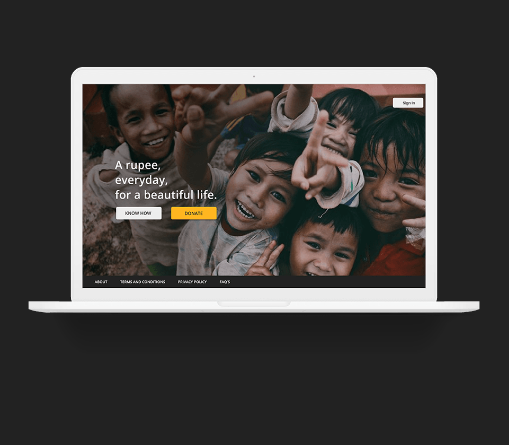 Sign In
A rupee,
everyday,
for a beautiful life.
KNOW HOW DONATE
ABOUT TERMS AND CONDITIONS PRIVACY POLICY FAQ'S